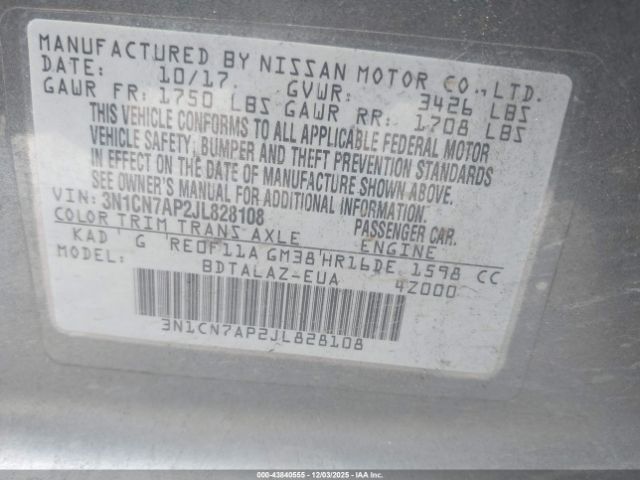 MANUFACTURED BY NISSAN MOTOR CO., LTD.
DATE: 10/17 GVWR: 3426 LBS
GAWR FR: 1750 LBS GAWR RR: 1708 LBS
THIS VEHICLE CONFORMS TO ALL APPLICABLE FEDERAL MOTOR
VEHICLE SAFETY, BUMPER AND THEFT PREVENTION STANDARDS
IN EFFECT ON THE DATE OF MANUFACTURE SHOWN ABOVE.
SEE OWNER'S MANUAL FOR ADDITIONAL INFORMATION.
VIN: 3N1CN7AP2JL828108 PASSENGER CAR.
COLOR TRIM TRANS AXLE ENGINE
KAD G RE0F11A GM38 HR16DE 1598 CC
MODEL: BDTALAZ-EUA 4Z000
3N1CN7AP2JL828108
000-43840555 - 12/03/2025 - IAA, Inc.